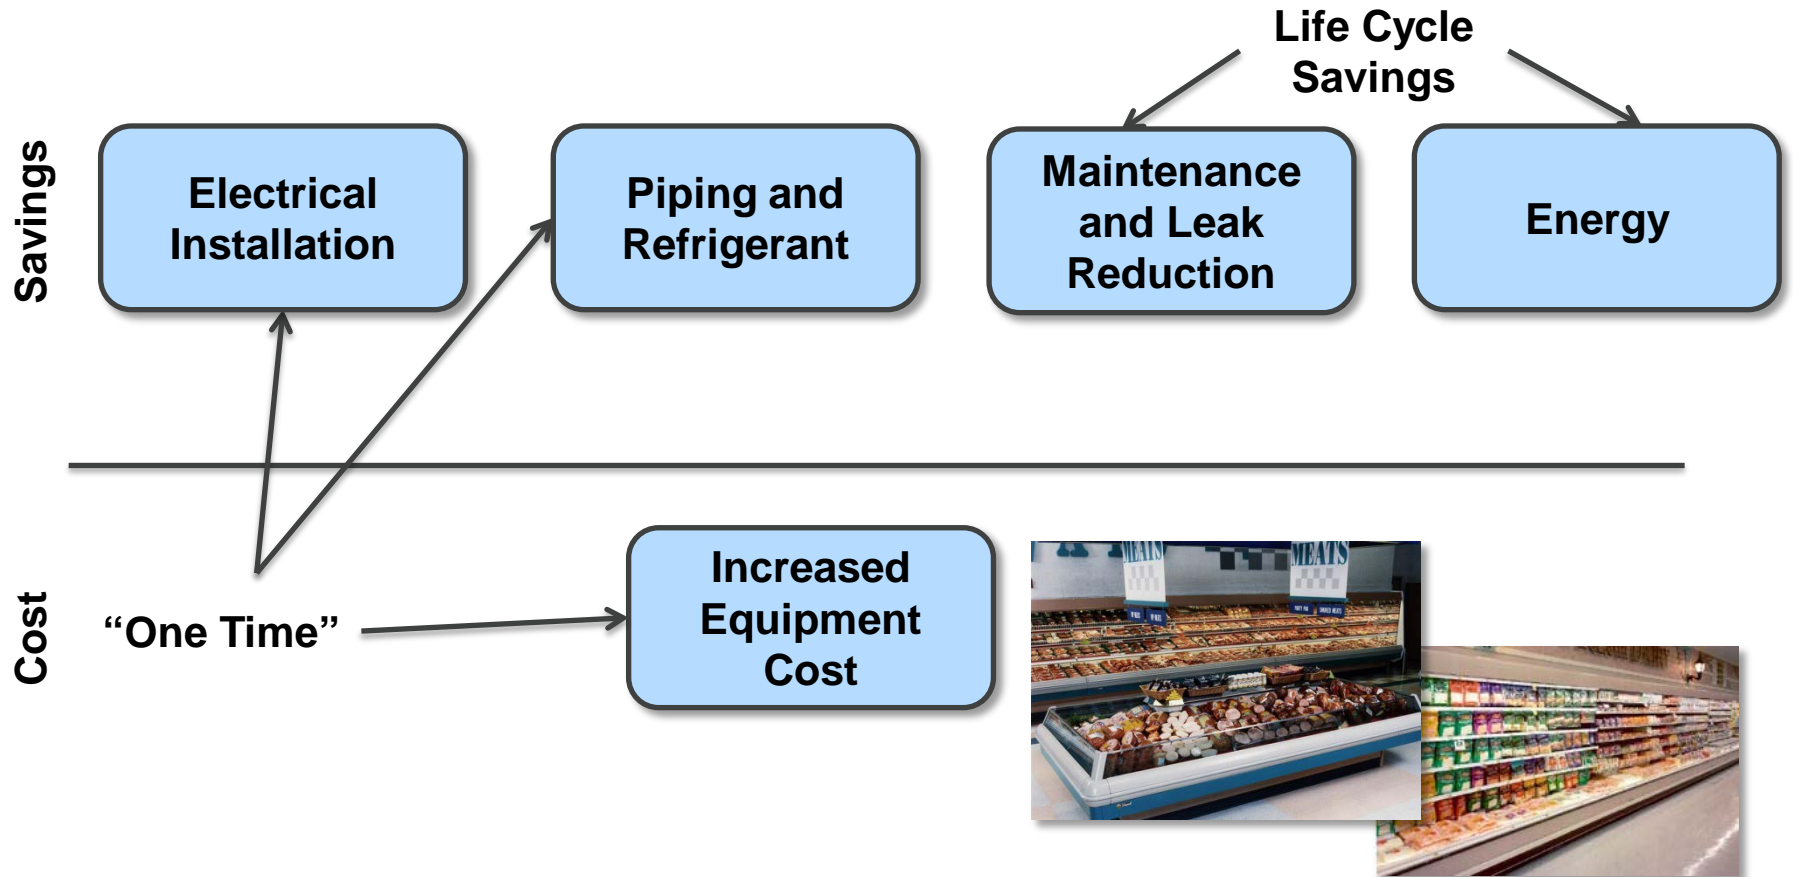 Life Cycle
Savings
Savings
Electrical
Installation
Piping and
Refrigerant
Maintenance
and Leak
Reduction
Energy
Cost
“One Time”
Increased
Equipment
Cost
MEATS
MEATS